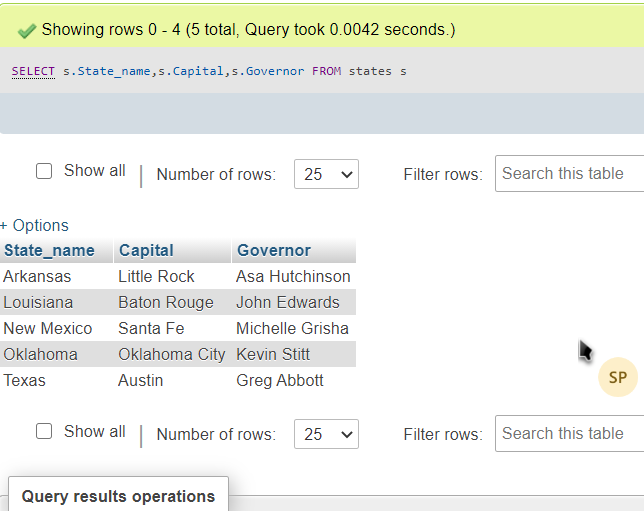 Showing rows 0 - 4 (5 total, Query took 0.0042 seconds.)
SELECT s.State_name,s.Capital,s.Governor FROM states s
Show all | Number of rows: 25 Filter rows: Search this table
+ Options
State_name Capital Governor
Arkansas Little Rock Asa Hutchinson
Louisiana Baton Rouge John Edwards
New Mexico Santa Fe Michelle Grisha
Oklahoma Oklahoma City Kevin Stitt
Texas Austin Greg Abbott
SP
Show all | Number of rows: 25 Filter rows: Search this table
Query results operations